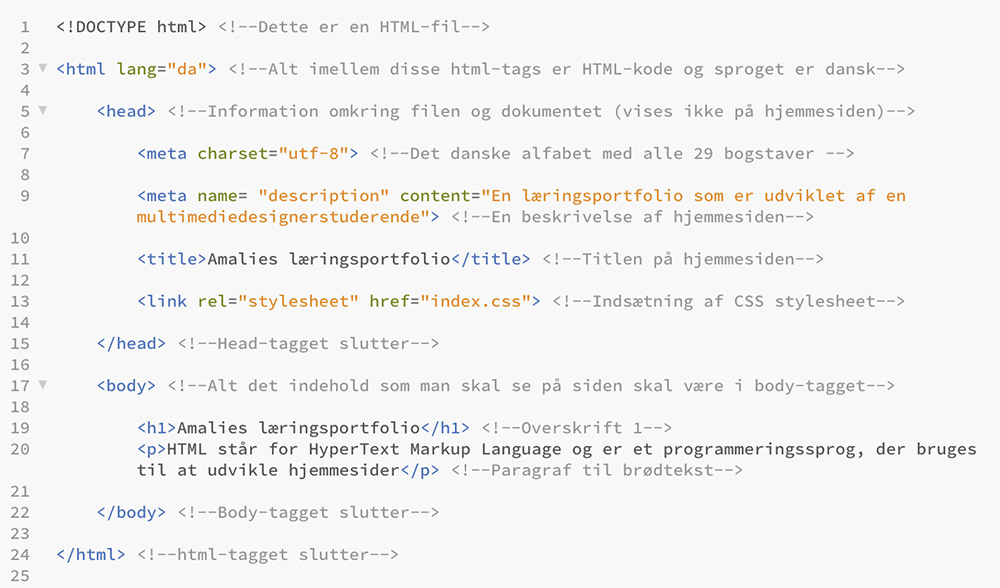 1 <!DOCTYPE html> <!--Dette er en HTML-fil-->
2
3 <html lang="da"> <!--Alt imellem disse html-tags er HTML-kode og sproget er dansk-->
4
5 <head> <!--Information omkring filen og dokumentet (vises ikke på hjemmesiden)-->
6
7 <meta charset="utf-8"> <!--Det danske alfabet med alle 29 bogstaver -->
8
9 <meta name= "description" content="En læringsportfolio som er udviklet af en
multimediedesignerstuderende"> <!--En beskrivelse af hjemmesiden-->
10
11 <title>Amalies læringsportfolio</title> <!--Titlen på hjemmesiden-->
12
13 <link rel="stylesheet" href="index.css"> <!--Indsætning af CSS stylesheet-->
14
15 </head> <!--Head-tagget slutter-->
16
17 <body> <!--Alt det indehold som man skal se på siden skal være i body-tagget-->
18
19 <h1>Amalies læringsportfolio</h1> <!--Overskrift 1-->
20 <p>HTML står for HyperText Markup Language og er et programmeringssprog, der bruges
til at udvikle hjemmesider</p> <!--Paragraf til brødtekst-->
21
22 </body> <!--Body-tagget slutter-->
23
24 </html> <!--html-tagget slutter-->
25